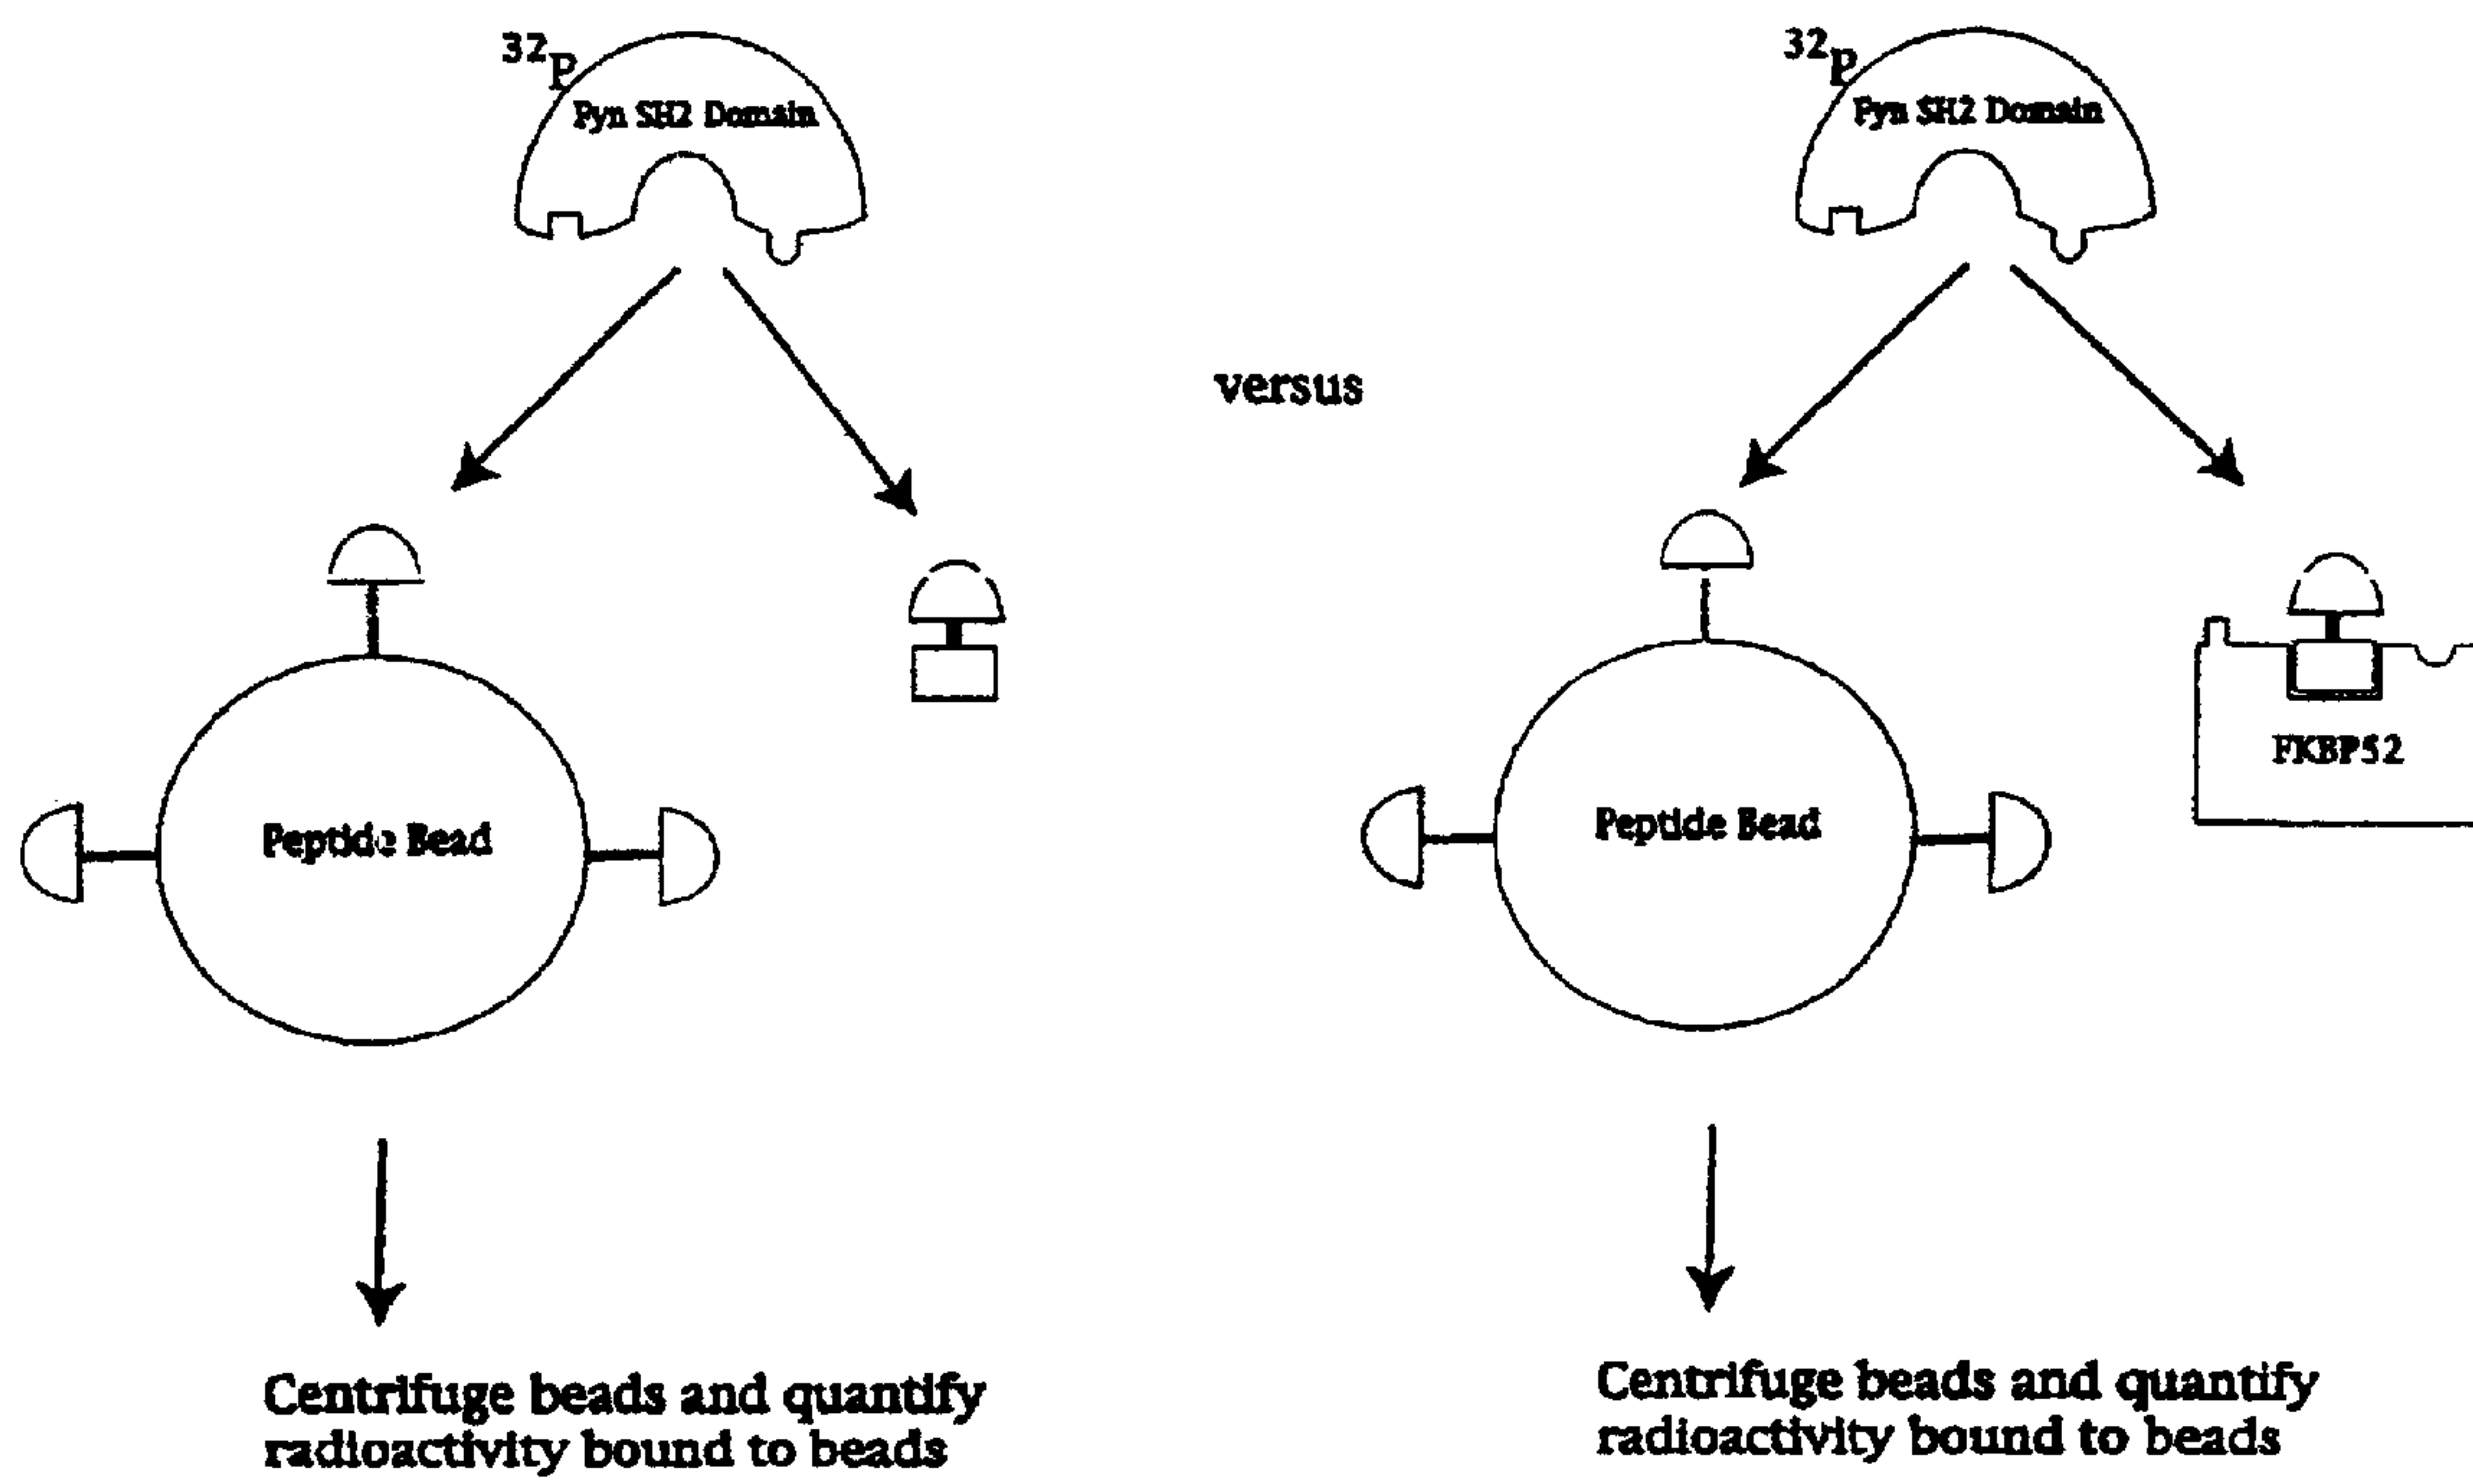 32P
Fyn SH2 Domain
32P
Fyn SH2 Domain
versus
Peptide Bead
Peptide Bead
FKBP52
Centrifuge beads and quantify
radioactivity bound to beads
Centrifuge beads and quantify
radioactivity bound to beads